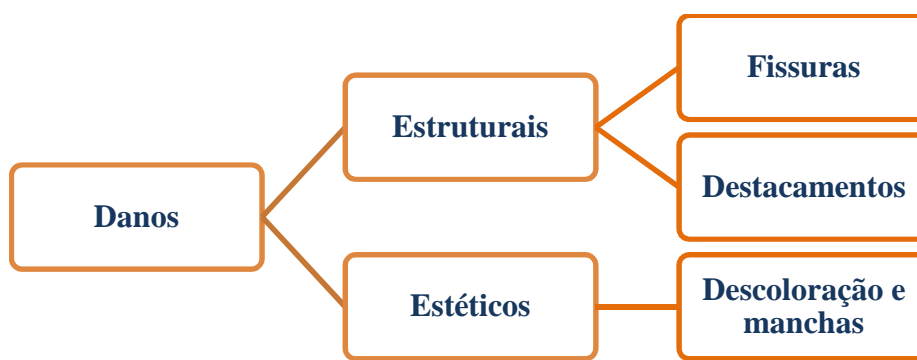 Danos
Estruturais
Fissuras
Destacamentos
Estéticos
Descoloração e
manchas